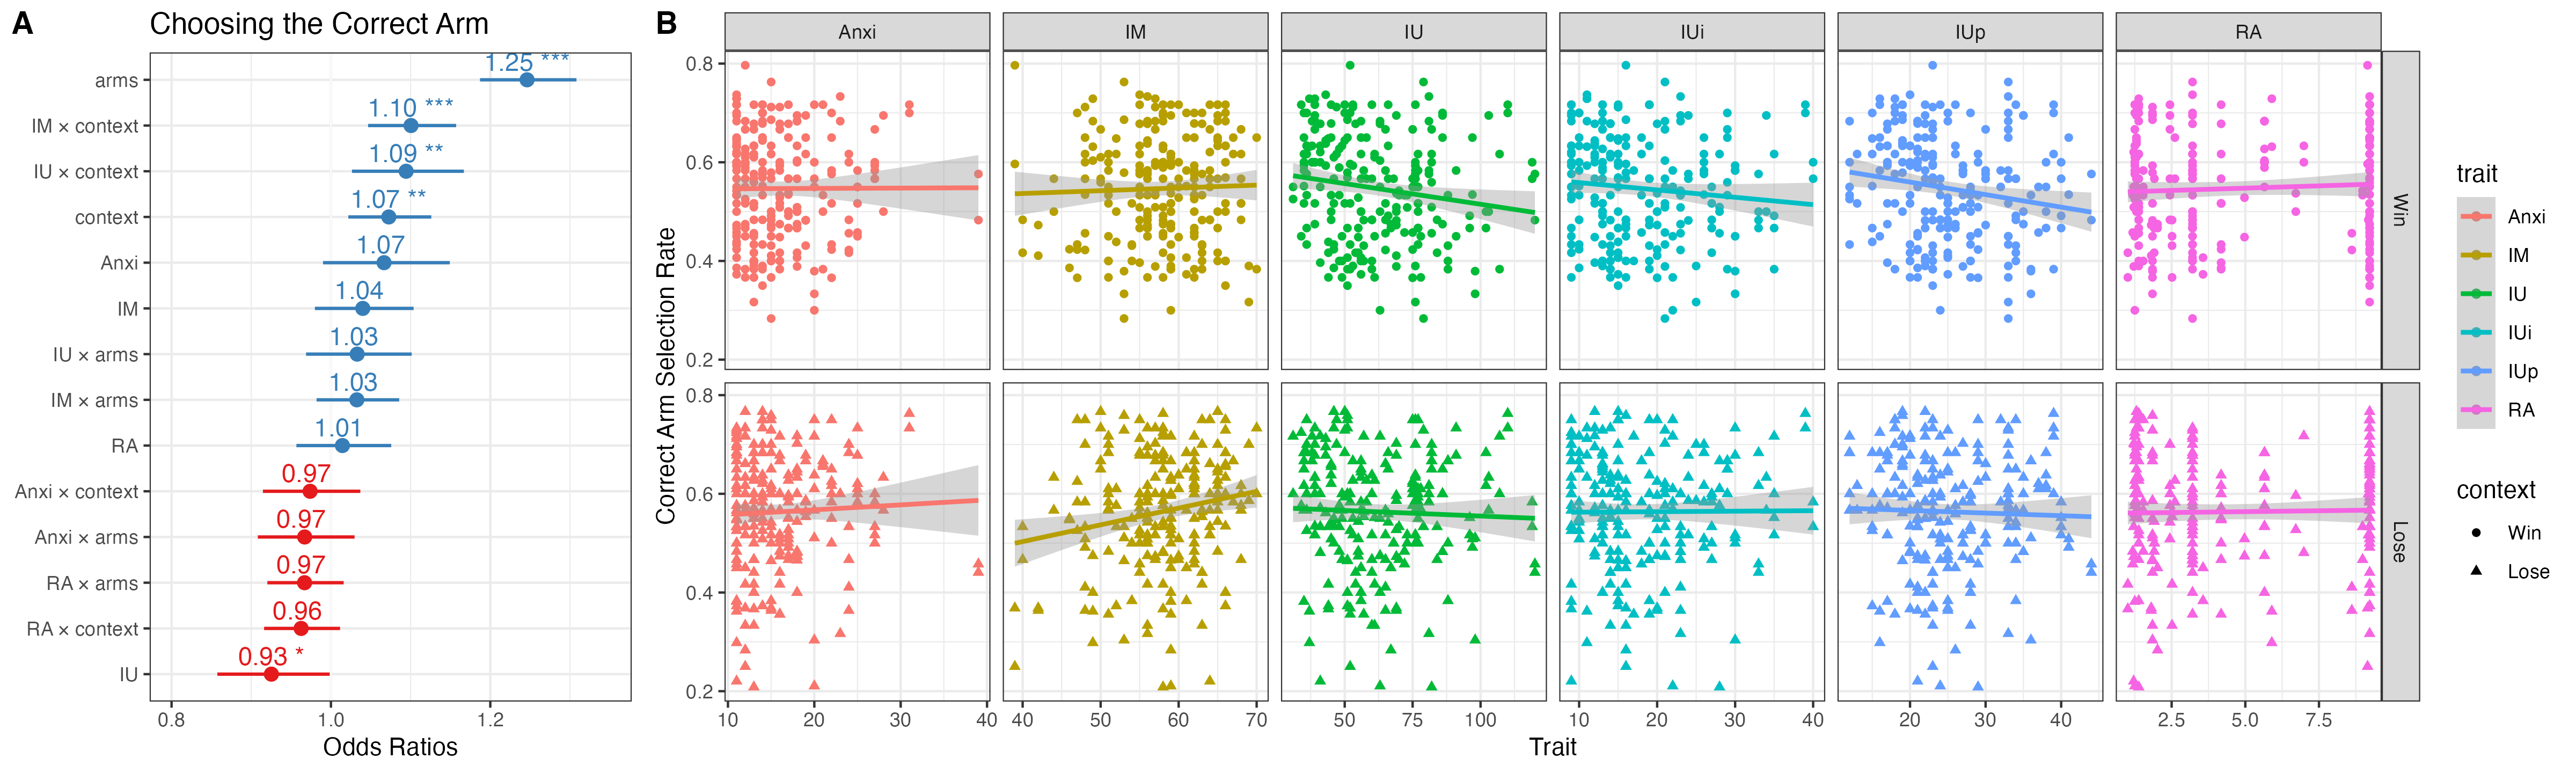 A
Choosing the Correct Arm
arms
IM × context
IU × context
context
Anxi
IM
IU × arms
IM × arms
RA
Anxi × context
Anxi × arms
RA × arms
RA × context
IU
1.25 ***
1.10 ***
1.09 **
1.07 **
1.07
1.04
1.03
1.03
1.01
0.97
0.97
0.97
0.96
0.93 *
0.8 1.0 1.2
Odds Ratios
B
Anxi IM IU IUi IUp RA
Correct Arm Selection Rate
0.8
0.6
0.4
0.2
Win
0.8
0.6
0.4
0.2
Lose
10 20 30 40 40 50 60 70 50 75 100 10 20 30 40 20 30 40 2.5 5.0 7.5
Trait
trait
Anxi
IM
IU
IUi
IUp
RA
context
Win
Lose